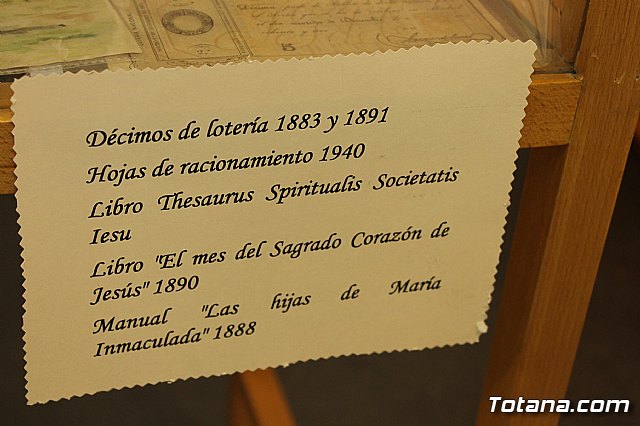 5
Décimos de lotería 1883 y 1891
Hojas de racionamiento 1940
Libro Thesaurus Spiritualis Societatis
Iesu
Libro "El mes del Sagrado Corazón de
Jesús" 1890
Manual "Las hijas de María
Inmaculada" 1888
Totana.com